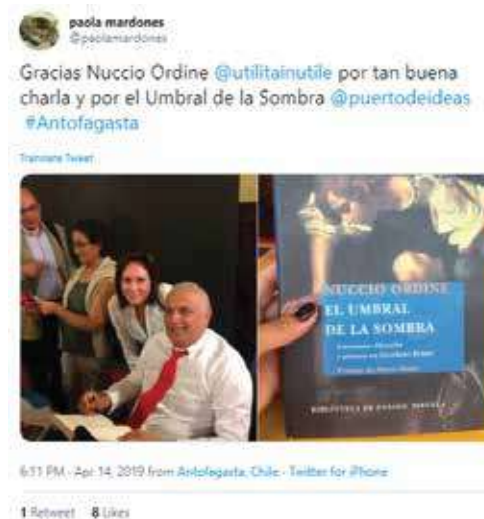 paola mardones
@paolamardones
Gracias Nuccio Ordine @utilitainutile por tan buena
charla y por el Umbral de la Sombra @puertodeideas
#Antofagasta
Translate Tweet
NUCCIO ORDINE
EL UMBRAL
DE LA SOMBRA
BIBLIOTECA DE ENSAYO SIRUELA
6:11 PM · Apr 14, 2019 from Antofagasta, Chile · Twitter for iPhone
1 Retweet 8 Likes